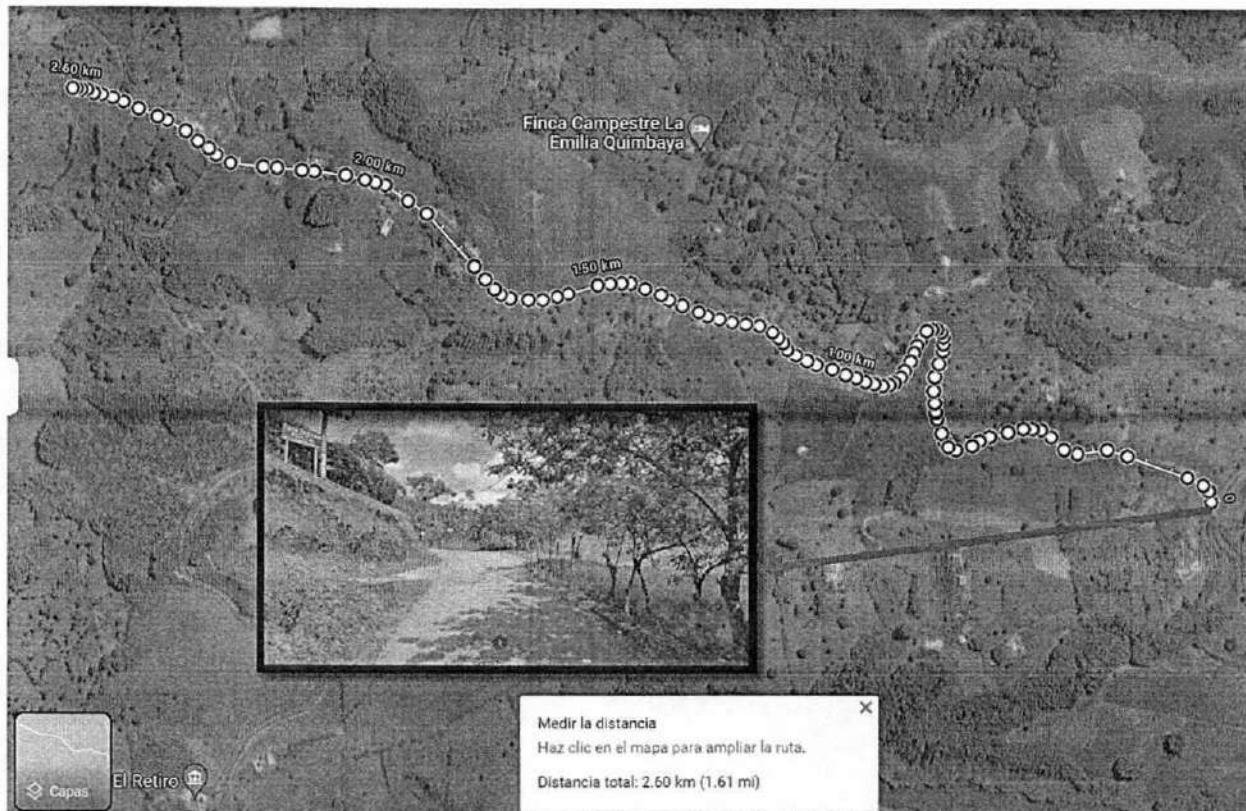 2.60 km
Finca Campestre La
Emilia Quimbaya
2.00 km
1.50 km
1.00 km
0
Medir la distancia
Haz clic en el mapa para ampliar la ruta.
Distancia total: 2.60 km (1.61 mi)
El Retiro
Capas